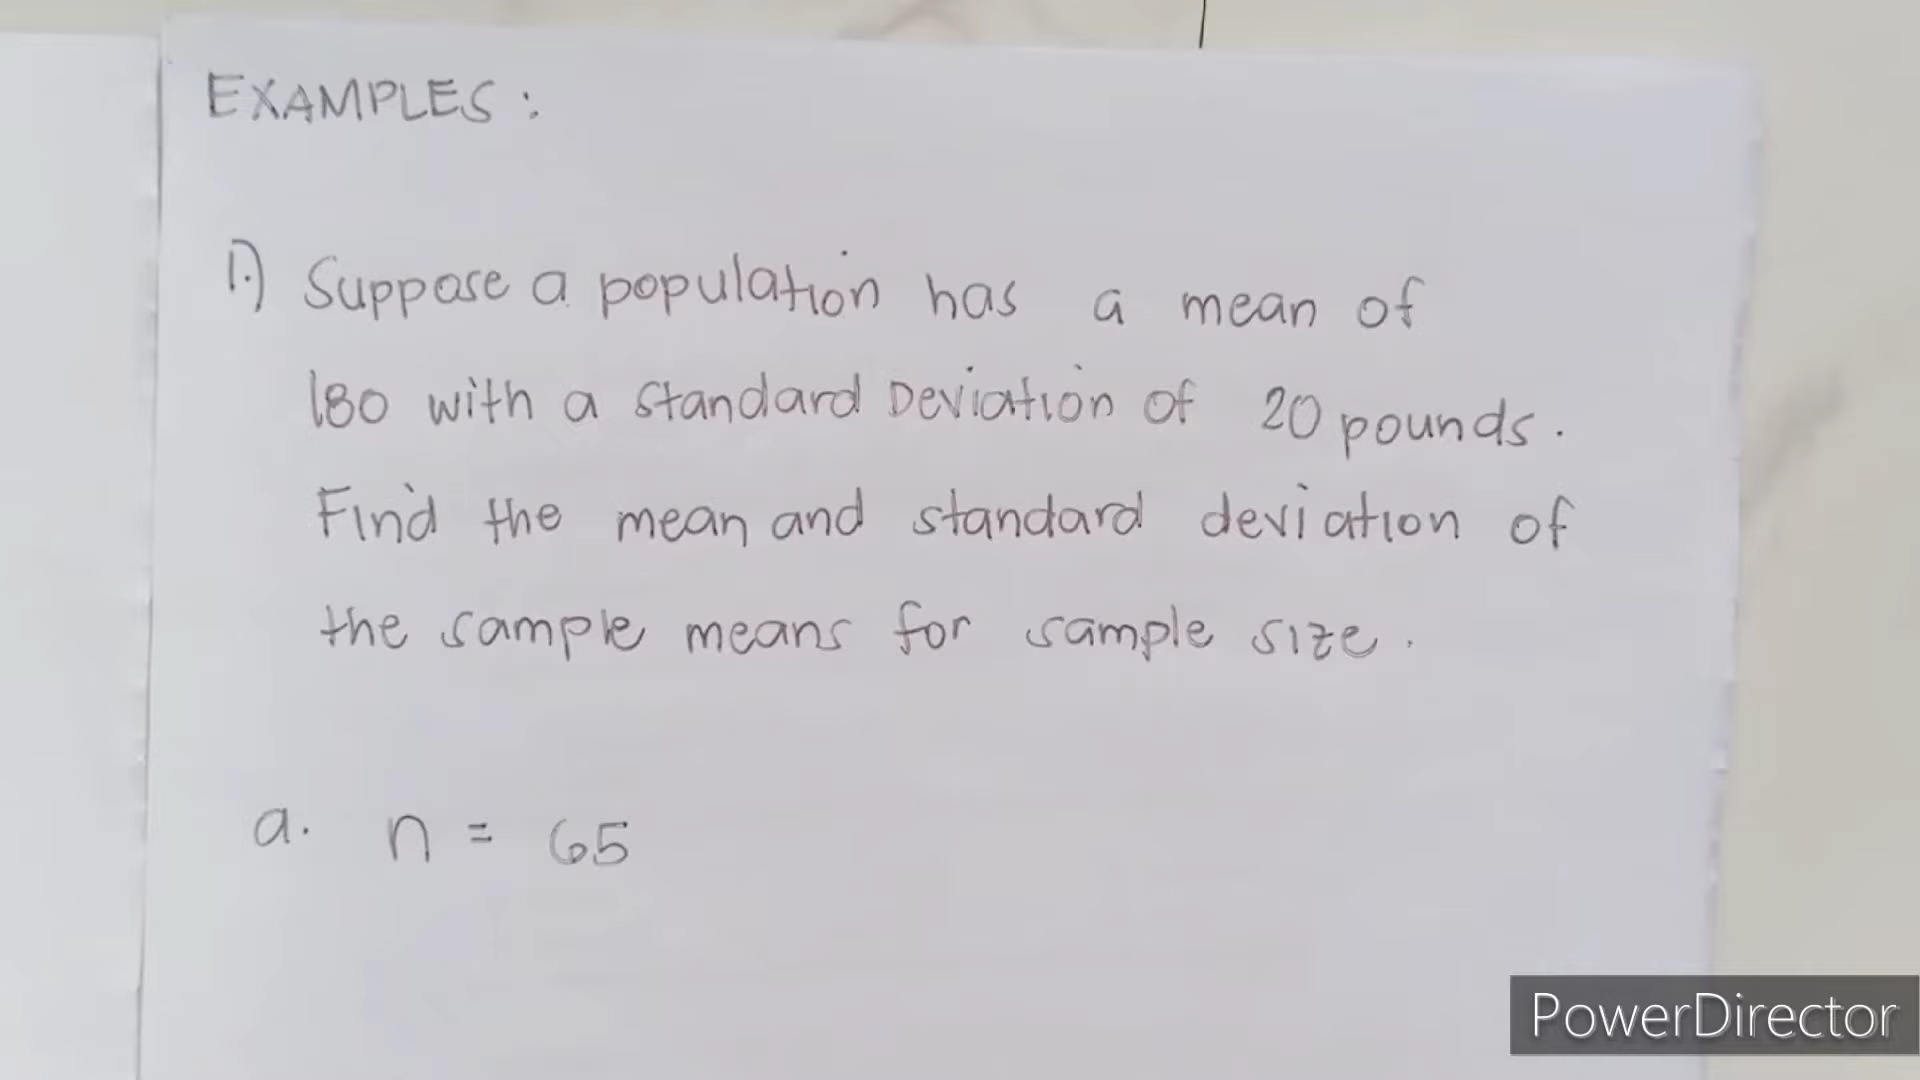 EXAMPLES :
1.) Suppose a population has a mean of
180 with a standard Deviation of 20 pounds.
Find the mean and standard deviation of
the sample means for sample size.
a. n = 65
PowerDirector